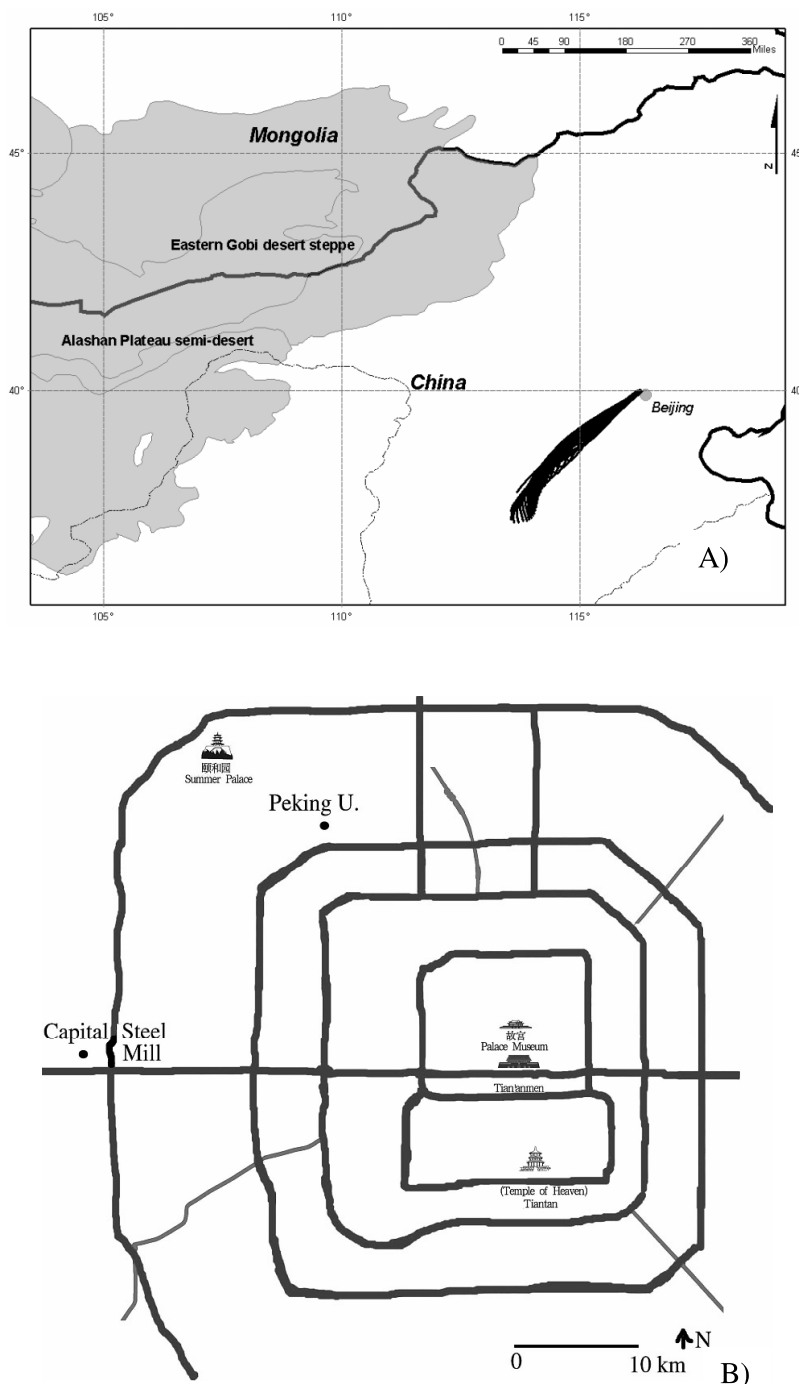 105°
110°
115°
0 45 90 180 270 360
Miles
Mongolia
45°
45
N
Eastern Gobi desert steppe
Alashan Plateau semi-desert
China
40°
40
Beijing
A)
105°
110°
115°
颐和园
Summer Palace
Peking U.
Capital Steel
Mill
故宫
Palace Museum
Tian'anmen
(Temple of Heaven)
Tiantan
N
0 10 km
B)